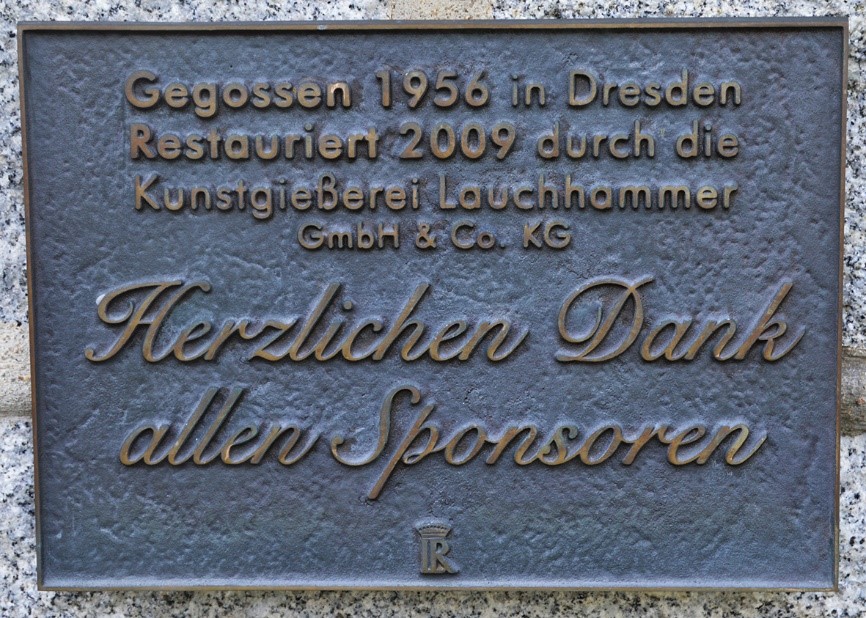 Gegossen 1956 in Dresden
Restauriert 2009 durch die
Kunstgießerei Lauchhammer
GmbH & Co. KG
Herzlichen Dank
allen Sponsoren
R